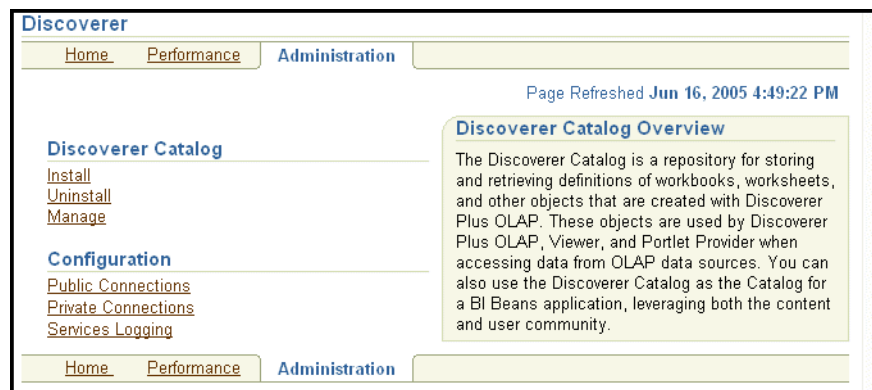 Discoverer
Home Performance Administration
Page Refreshed Jun 16, 2005 4:49:22 PM
Discoverer Catalog
Install
Uninstall
Manage
Configuration
Public Connections
Private Connections
Services Logging
Discoverer Catalog Overview
The Discoverer Catalog is a repository for storing
and retrieving definitions of workbooks, worksheets,
and other objects that are created with Discoverer
Plus OLAP. These objects are used by Discoverer
Plus OLAP, Viewer, and Portlet Provider when
accessing data from OLAP data sources. You can
also use the Discoverer Catalog as the Catalog for
a BI Beans application, leveraging both the content
and user community.
Home Performance Administration